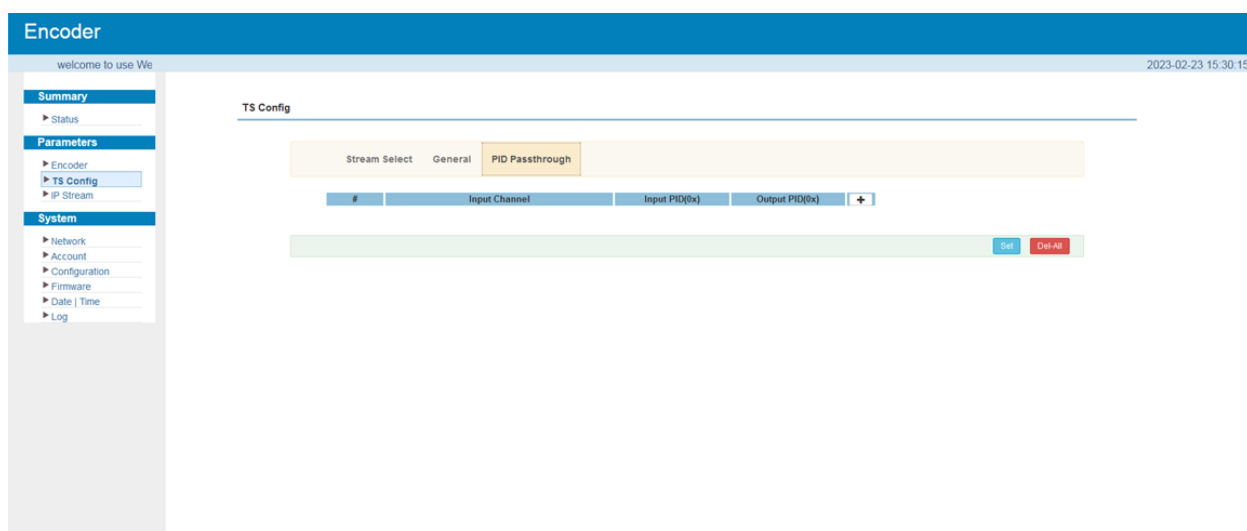 Encoder
welcome to use We
2023-02-23 15:30:15
Summary
Status
Parameters
Encoder
TS Config
IP Stream
System
Network
Account
Configuration
Firmware
Date | Time
Log
TS Config
Stream Select General PID Passthrough
# Input Channel Input PID(0x) Output PID(0x) +
Set Del-All